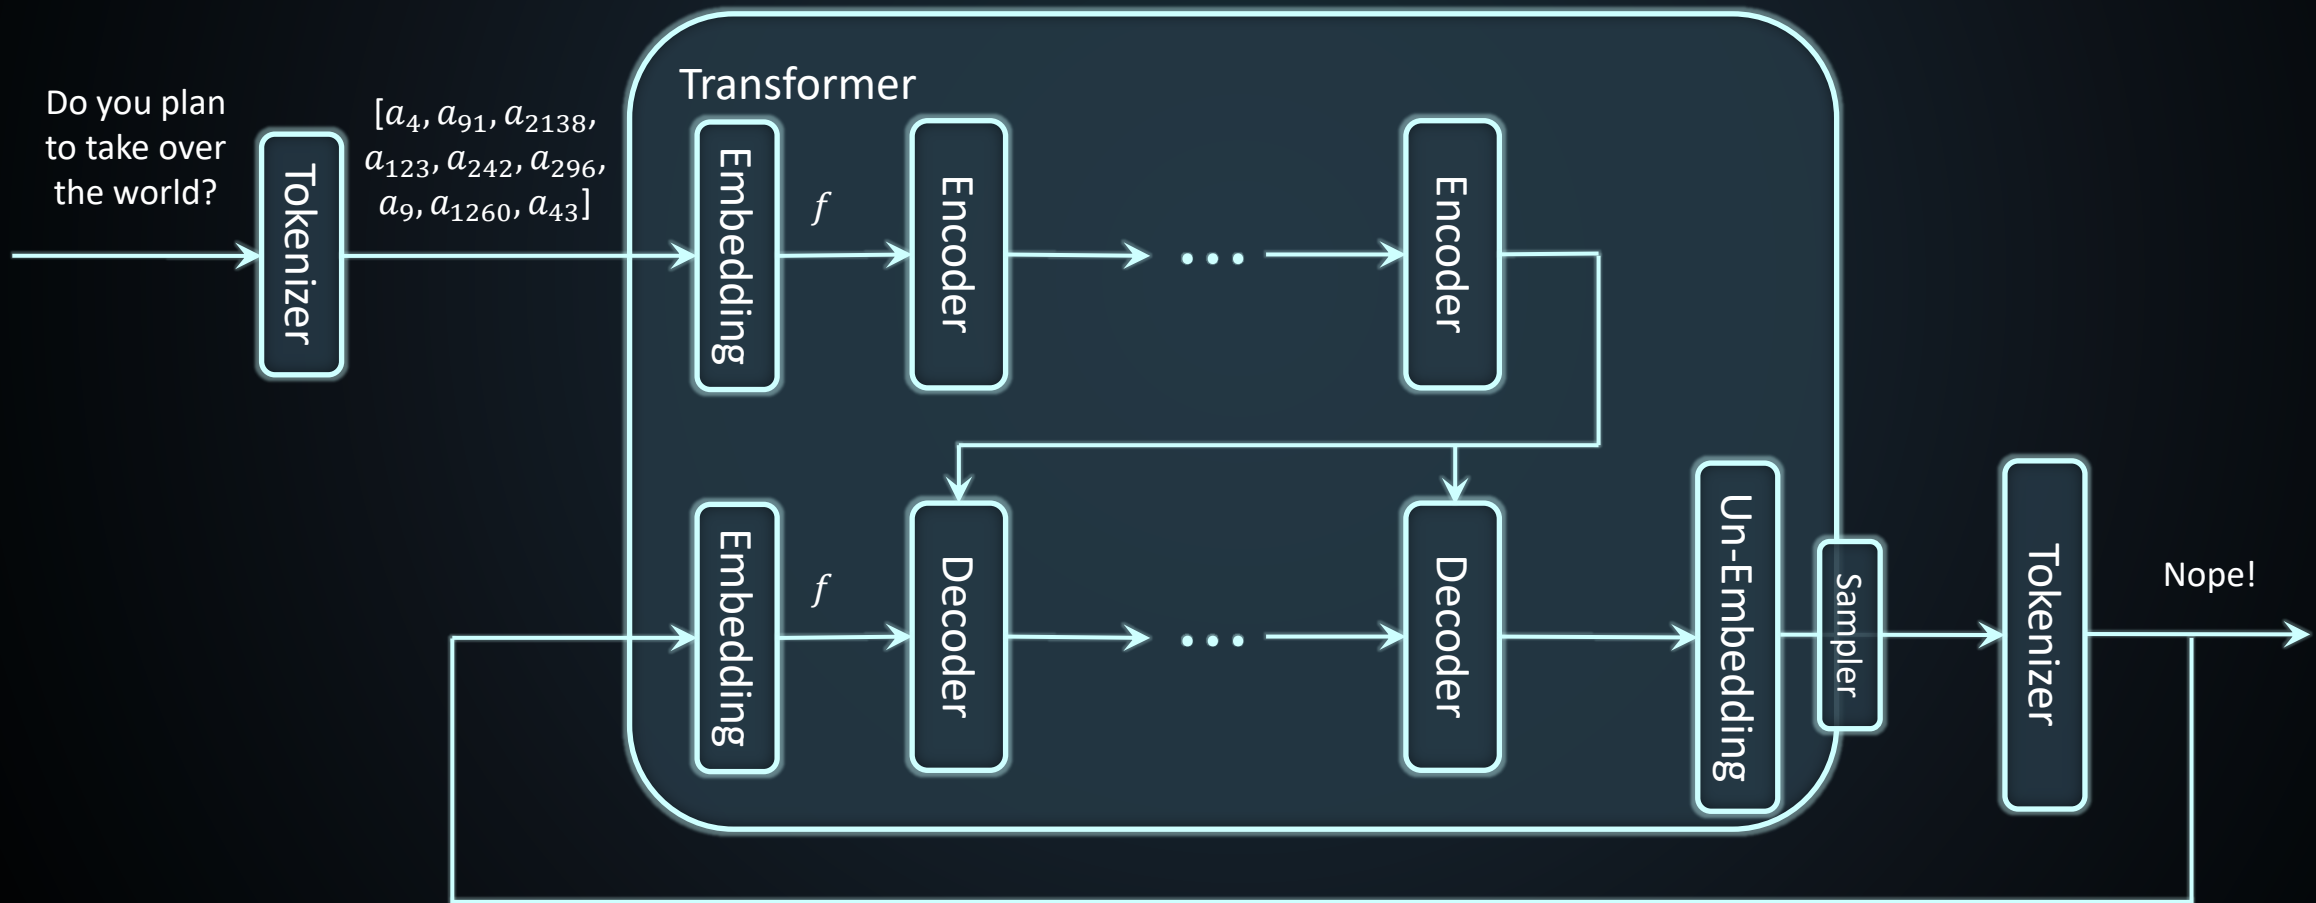 Transformer
Do you plan
to take over
the world?
Tokenizer
[a₄, a₉₁, a₂₁₃₈,
a₁₂₃, a₂₄₂, a₂₉₆,
a₉, a₁₂₆₀, a₄₃]
Embedding
f
Encoder
...
Encoder
Embedding
f
Decoder
...
Decoder
Un-Embedding
Sampler
Tokenizer
Nope!